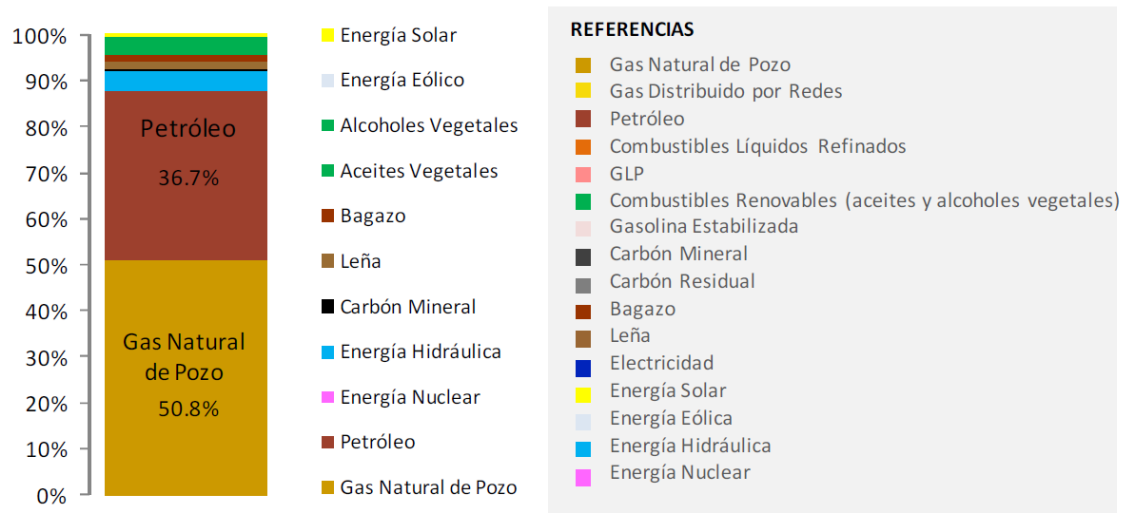 100%
90%
80%
70%
60%
50%
40%
30%
20%
10%
0%
Petróleo
36.7%
Gas Natural
de Pozo
50.8%
Energía Solar
Energía Eólico
Alcoholes Vegetales
Aceites Vegetales
Bagazo
Leña
Carbón Mineral
Energía Hidráulica
Energía Nuclear
Petróleo
Gas Natural de Pozo
REFERENCIAS
Gas Natural de Pozo
Gas Distribuido por Redes
Petróleo
Combustibles Líquidos Refinados
GLP
Combustibles Renovables (aceites y alcoholes vegetales)
Gasolina Estabilizada
Carbón Mineral
Carbón Residual
Bagazo
Leña
Electricidad
Energía Solar
Energía Eólica
Energía Hidráulica
Energía Nuclear